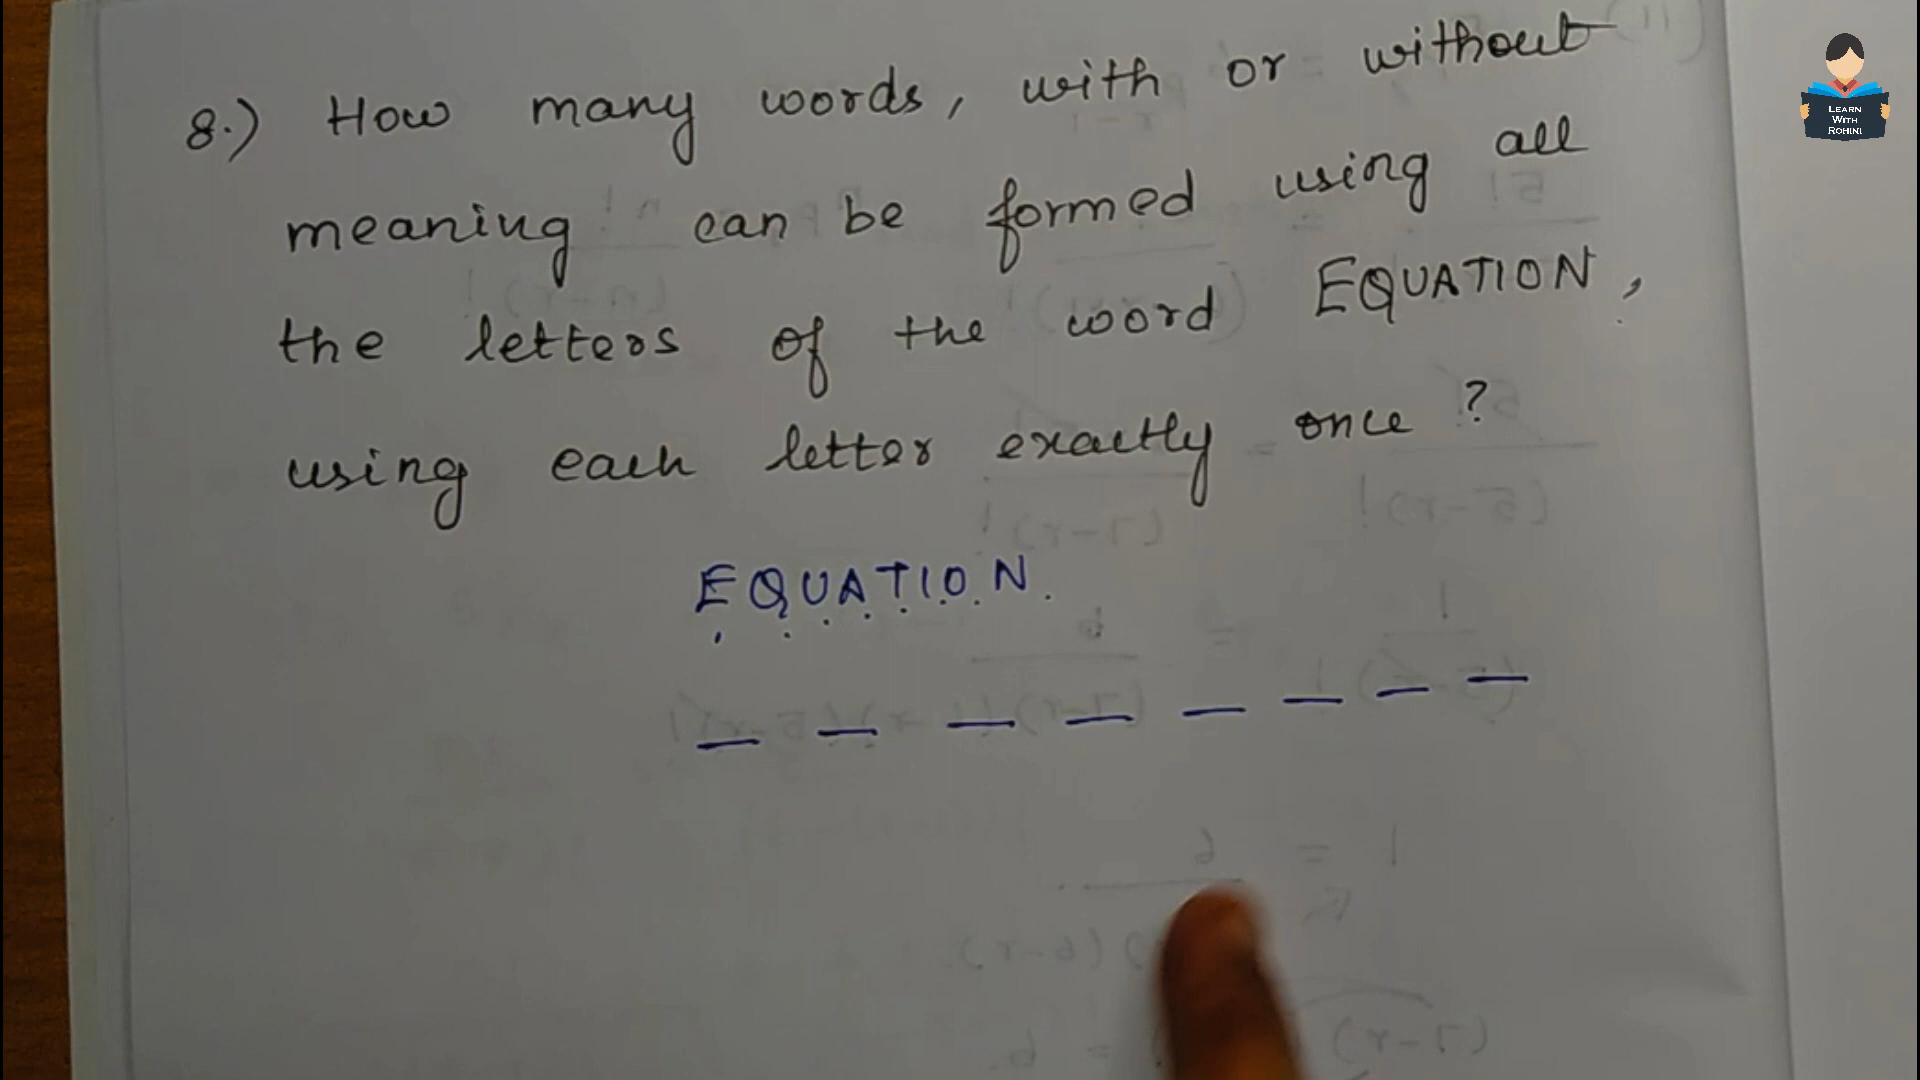 8.) How many words, with or without
meaning can be formed using all
the letters of the word EQUATION,
using each letter exactly once ?
EQUATION.
LEARN
WITH
ROHINI